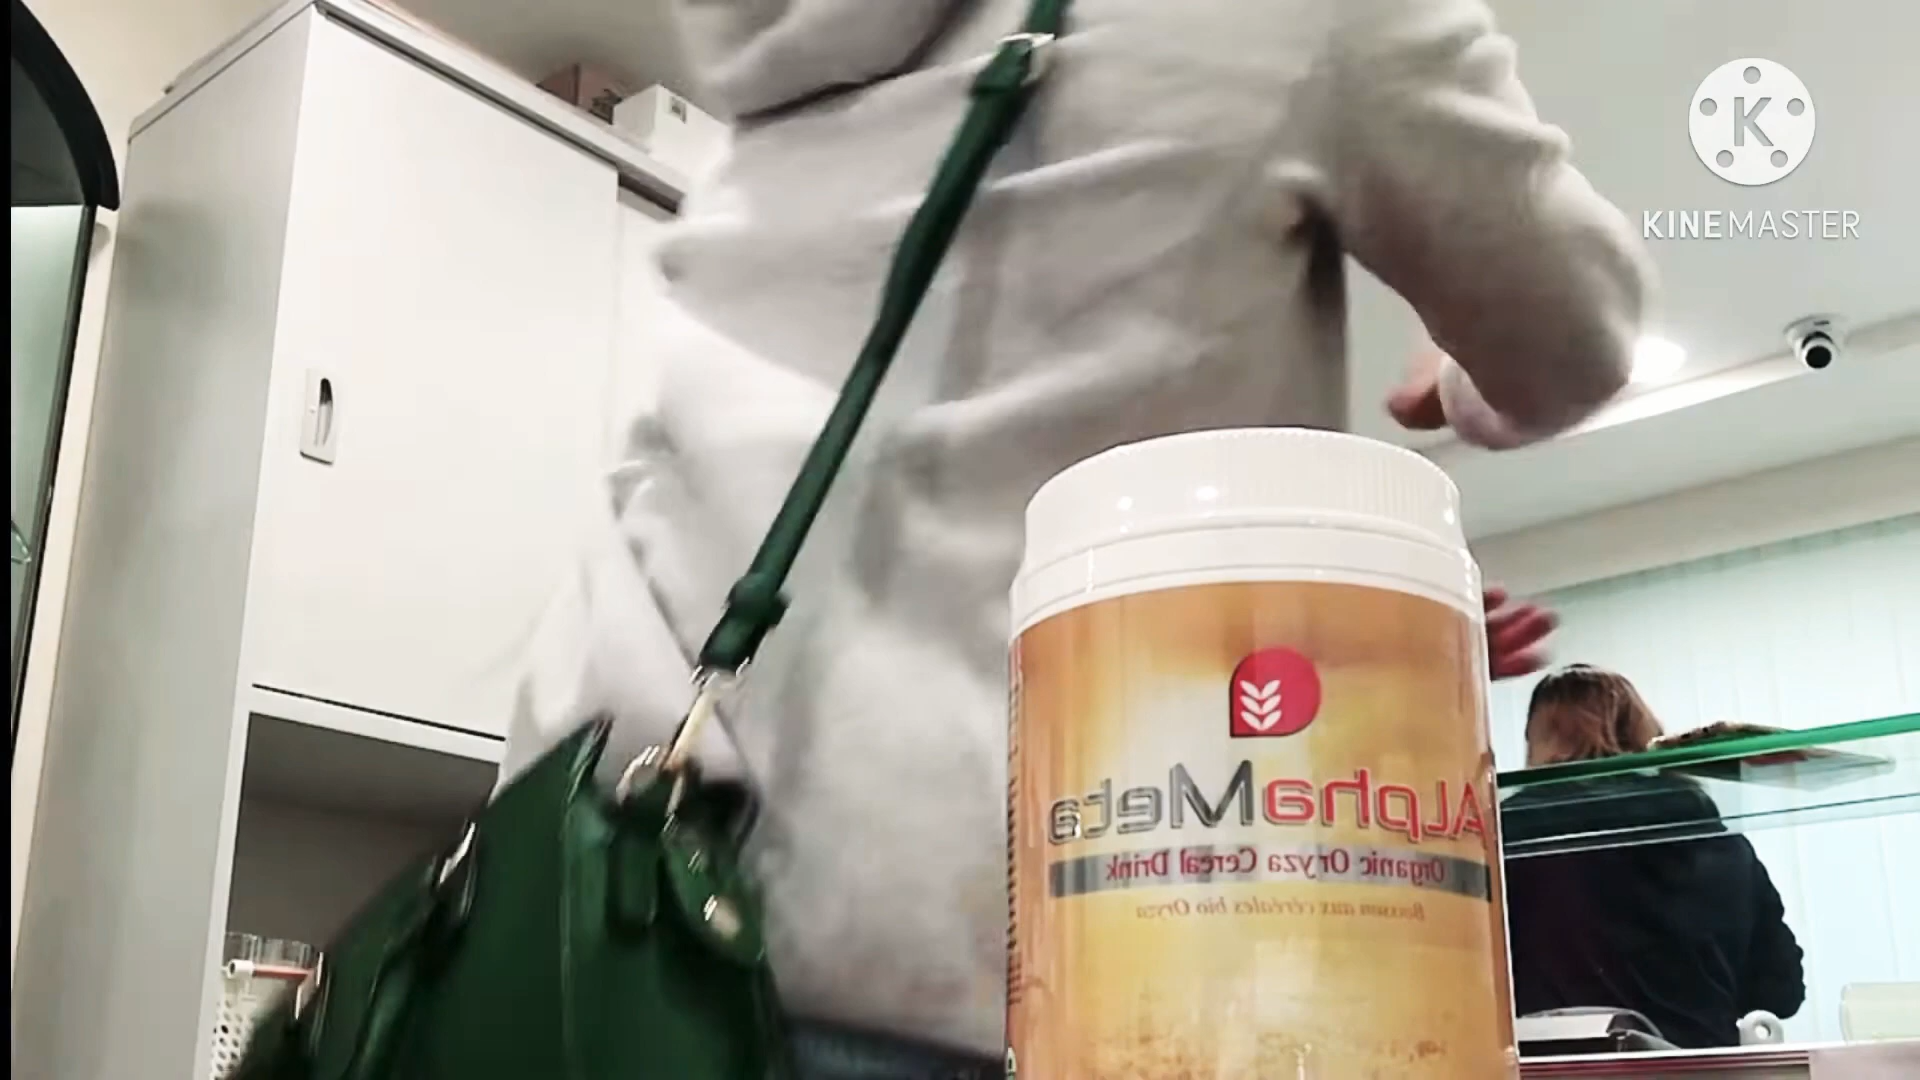 K
KINEMASTER
ALphaMeta
Organic Oryza Cereal Drink
Boisson aux céréales bio Oryza